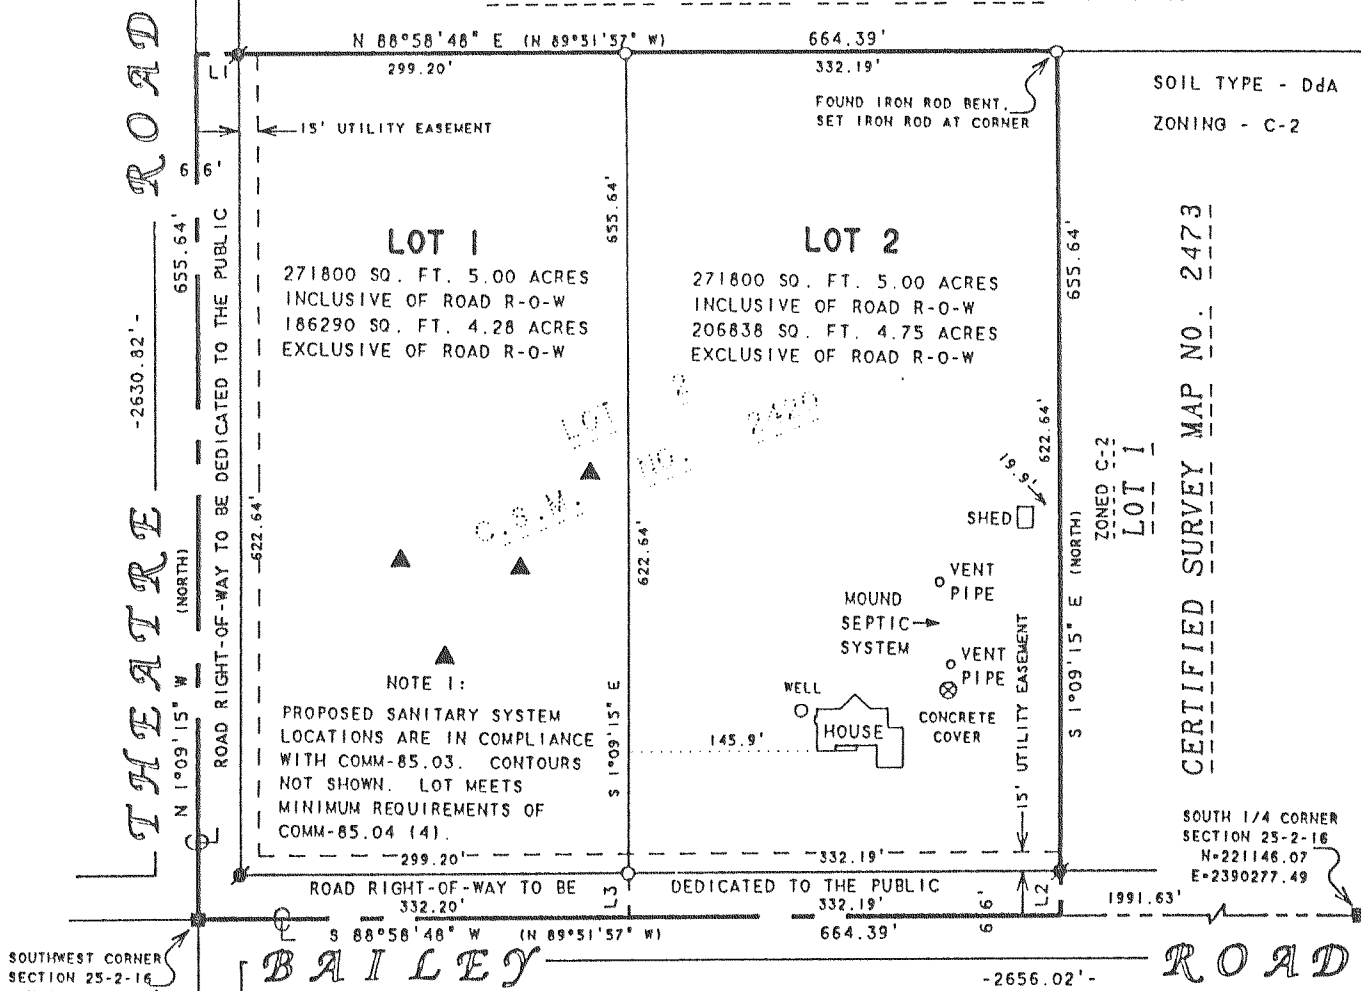 N 88°58'48" E (N 89°51'57" W)
664.39'
L1
299.20'
332.19'
FOUND IRON ROD BENT,
SET IRON ROD AT CORNER
SOIL TYPE - DdA
ZONING - C-2
15' UTILITY EASEMENT
66'
THEATRE ROAD
-2630.82'-
655.64'
N 1°09'15" W (NORTH)
ROAD RIGHT-OF-WAY TO BE DEDICATED TO THE PUBLIC
622.64'
LOT 1
271800 SQ. FT. 5.00 ACRES
INCLUSIVE OF ROAD R-O-W
186290 SQ. FT. 4.28 ACRES
EXCLUSIVE OF ROAD R-O-W
655.64'
622.64'
S 1°09'15" E
LOT 2
271800 SQ. FT. 5.00 ACRES
INCLUSIVE OF ROAD R-O-W
206838 SQ. FT. 4.75 ACRES
EXCLUSIVE OF ROAD R-O-W
LOT
C.S.M. NO. 2420
655.64'
622.64'
S 1°09'15" E (NORTH)
ZONED C-2
LOT 1
CERTIFIED SURVEY MAP NO. 2473
19.9'
SHED
VENT
PIPE
MOUND
SEPTIC
SYSTEM
VENT
PIPE
CONCRETE
COVER
WELL
HOUSE
145.9'
15' UTILITY EASEMENT
NOTE 1:
PROPOSED SANITARY SYSTEM
LOCATIONS ARE IN COMPLIANCE
WITH COMM-85.03. CONTOURS
NOT SHOWN. LOT MEETS
MINIMUM REQUIREMENTS OF
COMM-85.04 (4).
SOUTH 1/4 CORNER
SECTION 25-2-16
N=221146.07
E=2390277.49
299.20'
332.19'
ROAD RIGHT-OF-WAY TO BE
L3
DEDICATED TO THE PUBLIC
L2
332.20'
332.19'
66'
1991.63'
S 88°58'48" W (N 89°51'57" W)
664.39'
SOUTHWEST CORNER
SECTION 25-2-16
BAILEY ROAD
-2656.02'-